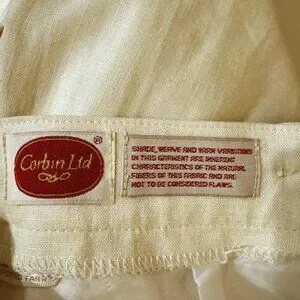 Corbin Ltd
®
SHADE, WEAVE AND YARN VARIATIONS
IN THIS GARMENT ARE INHERENT
CHARACTERISTICS OF THE NATURAL
FIBERS OF THIS FABRIC AND ARE
NOT TO BE CONSIDERED FLAWS.